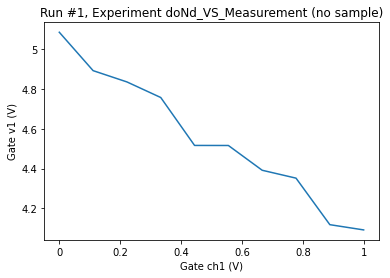 Run #1, Experiment doNd_VS_Measurement (no sample)
Gate v1 (V)
5
4.8
4.6
4.4
4.2
0 0.2 0.4 0.6 0.8 1
Gate ch1 (V)